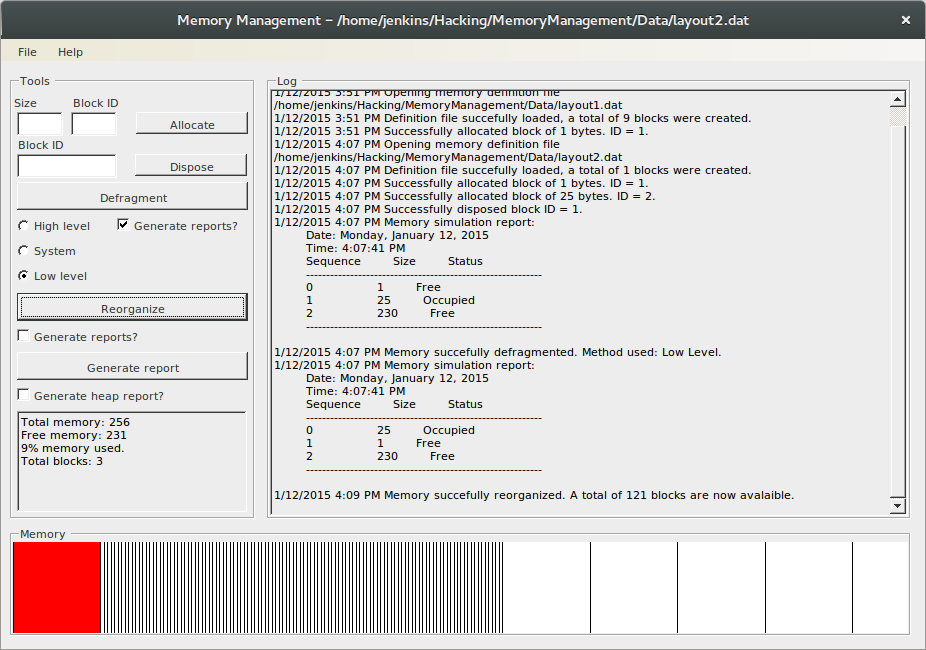 Memory Management – /home/jenkins/Hacking/MemoryManagement/Data/layout2.dat
File Help
Tools
Size Block ID
Allocate
Block ID
Dispose
Defragment
High level Generate reports?
System
Low level
Reorganize
Generate reports?
Generate report
Generate heap report?
Total memory: 256
Free memory: 231
9% memory used.
Total blocks: 3
Log
1/12/2015 3:51 PM Opening memory definition file
/home/jenkins/Hacking/MemoryManagement/Data/layout1.dat
1/12/2015 3:51 PM Definition file succefully loaded, a total of 9 blocks were created.
1/12/2015 3:51 PM Successfully allocated block of 1 bytes. ID = 1.
1/12/2015 4:07 PM Opening memory definition file
/home/jenkins/Hacking/MemoryManagement/Data/layout2.dat
1/12/2015 4:07 PM Definition file succefully loaded, a total of 1 blocks were created.
1/12/2015 4:07 PM Successfully allocated block of 1 bytes. ID = 1.
1/12/2015 4:07 PM Successfully allocated block of 25 bytes. ID = 2.
1/12/2015 4:07 PM Successfully disposed block ID = 1.
1/12/2015 4:07 PM Memory simulation report:
Date: Monday, January 12, 2015
Time: 4:07:41 PM
Sequence Size Status
-----------------------------------------------------------
0 1 Free
1 25 Occupied
2 230 Free
-----------------------------------------------------------
1/12/2015 4:07 PM Memory succefully defragmented. Method used: Low Level.
1/12/2015 4:07 PM Memory simulation report:
Date: Monday, January 12, 2015
Time: 4:07:41 PM
Sequence Size Status
-----------------------------------------------------------
0 25 Occupied
1 1 Free
2 230 Free
-----------------------------------------------------------
1/12/2015 4:09 PM Memory succefully reorganized. A total of 121 blocks are now avalaible.
Memory